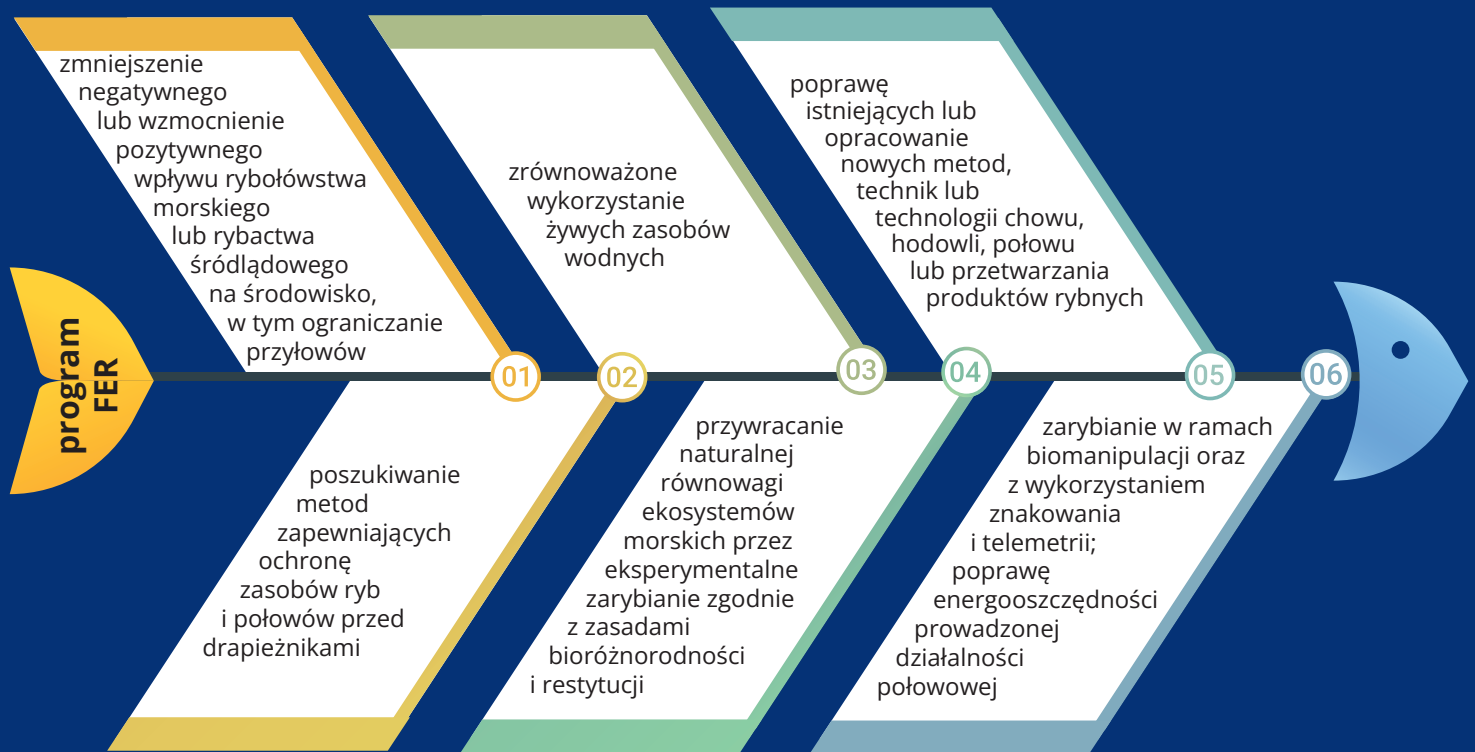 program
FER
zmniejszenie
negatywnego
lub wzmocnienie
pozytywnego
wpływu rybołówstwa
morskiego
lub rybactwa
śródlądowego
na środowisko,
w tym ograniczanie
przyłowów
01
poszukiwanie
metod
zapewniających
ochronę
zasobów ryb
i połowów przed
drapieżnikami
02
zrównoważone
wykorzystanie
żywych zasobów
wodnych
03
przywracanie
naturalnej
równowagi
ekosystemów
morskich przez
eksperymentalne
zarybianie zgodnie
z zasadami
bioróżnorodności
i restytucji
04
poprawę
istniejących lub
opracowanie
nowych metod,
technik lub
technologii chowu,
hodowli, połowu
lub przetwarzania
produktów rybnych
05
zarybianie w ramach
biomanipulacji oraz
z wykorzystaniem
znakowania
i telemetrii;
poprawę
energooszczędności
prowadzonej
działalności
połowowej
06